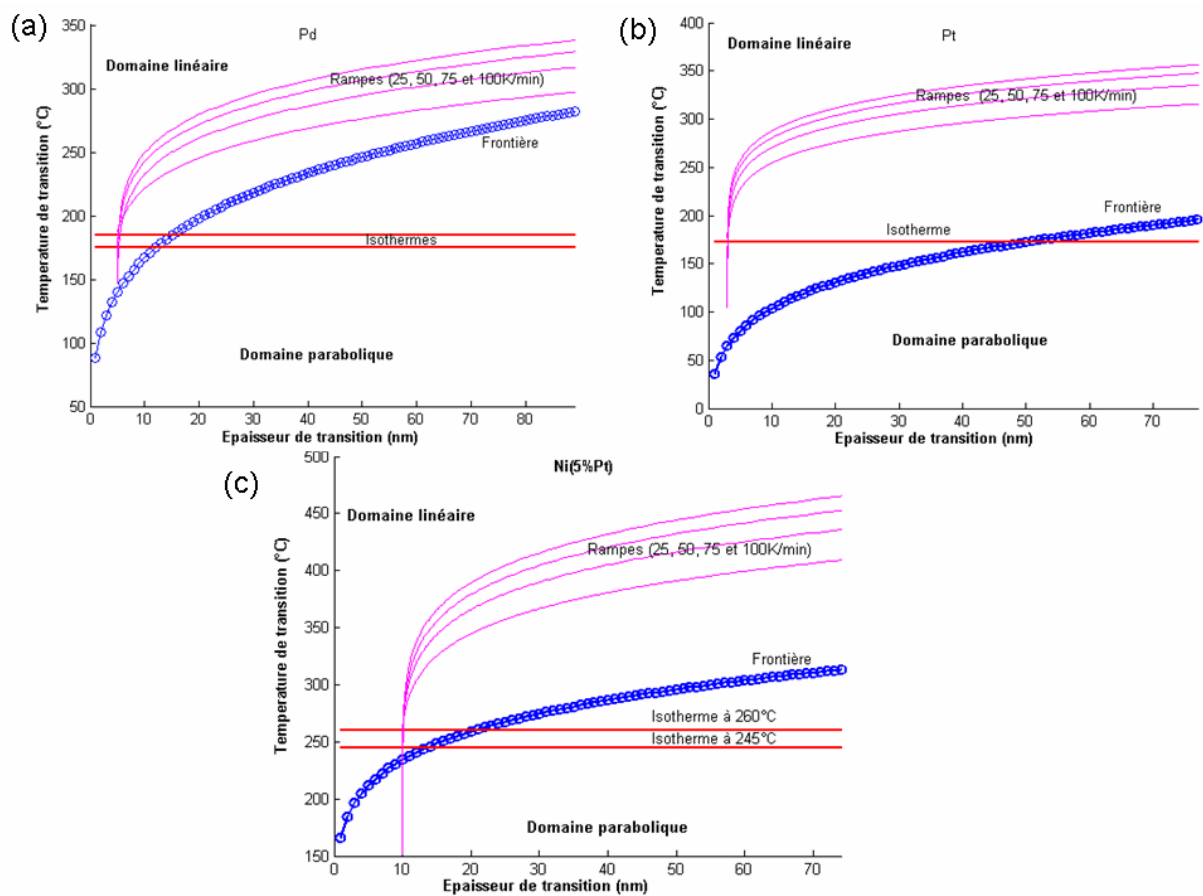 (a)
Pd
Domaine linéaire
Rampes (25, 50, 75 et 100K/min)
Frontière
Isothermes
Domaine parabolique
Temperature de transition (°C)
350
300
250
200
150
100
50
0 10 20 30 40 50 60 70 80
Epaisseur de transition (nm)
(b)
Pt
Domaine linéaire
Rampes (25, 50, 75 et 100K/min)
Frontière
Isotherme
Domaine parabolique
Temperature de transition (°C)
400
350
300
250
200
150
100
50
0
0 10 20 30 40 50 60 70
Epaisseur de transition (nm)
(c)
Ni(5%Pt)
Domaine linéaire
Rampes (25, 50, 75 et 100K/min)
Frontière
Isotherme à 260°C
Isotherme à 245°C
Domaine parabolique
Temperature de transition (°C)
500
450
400
350
300
250
200
150
0 10 20 30 40 50 60 70
Epaisseur de transition (nm)